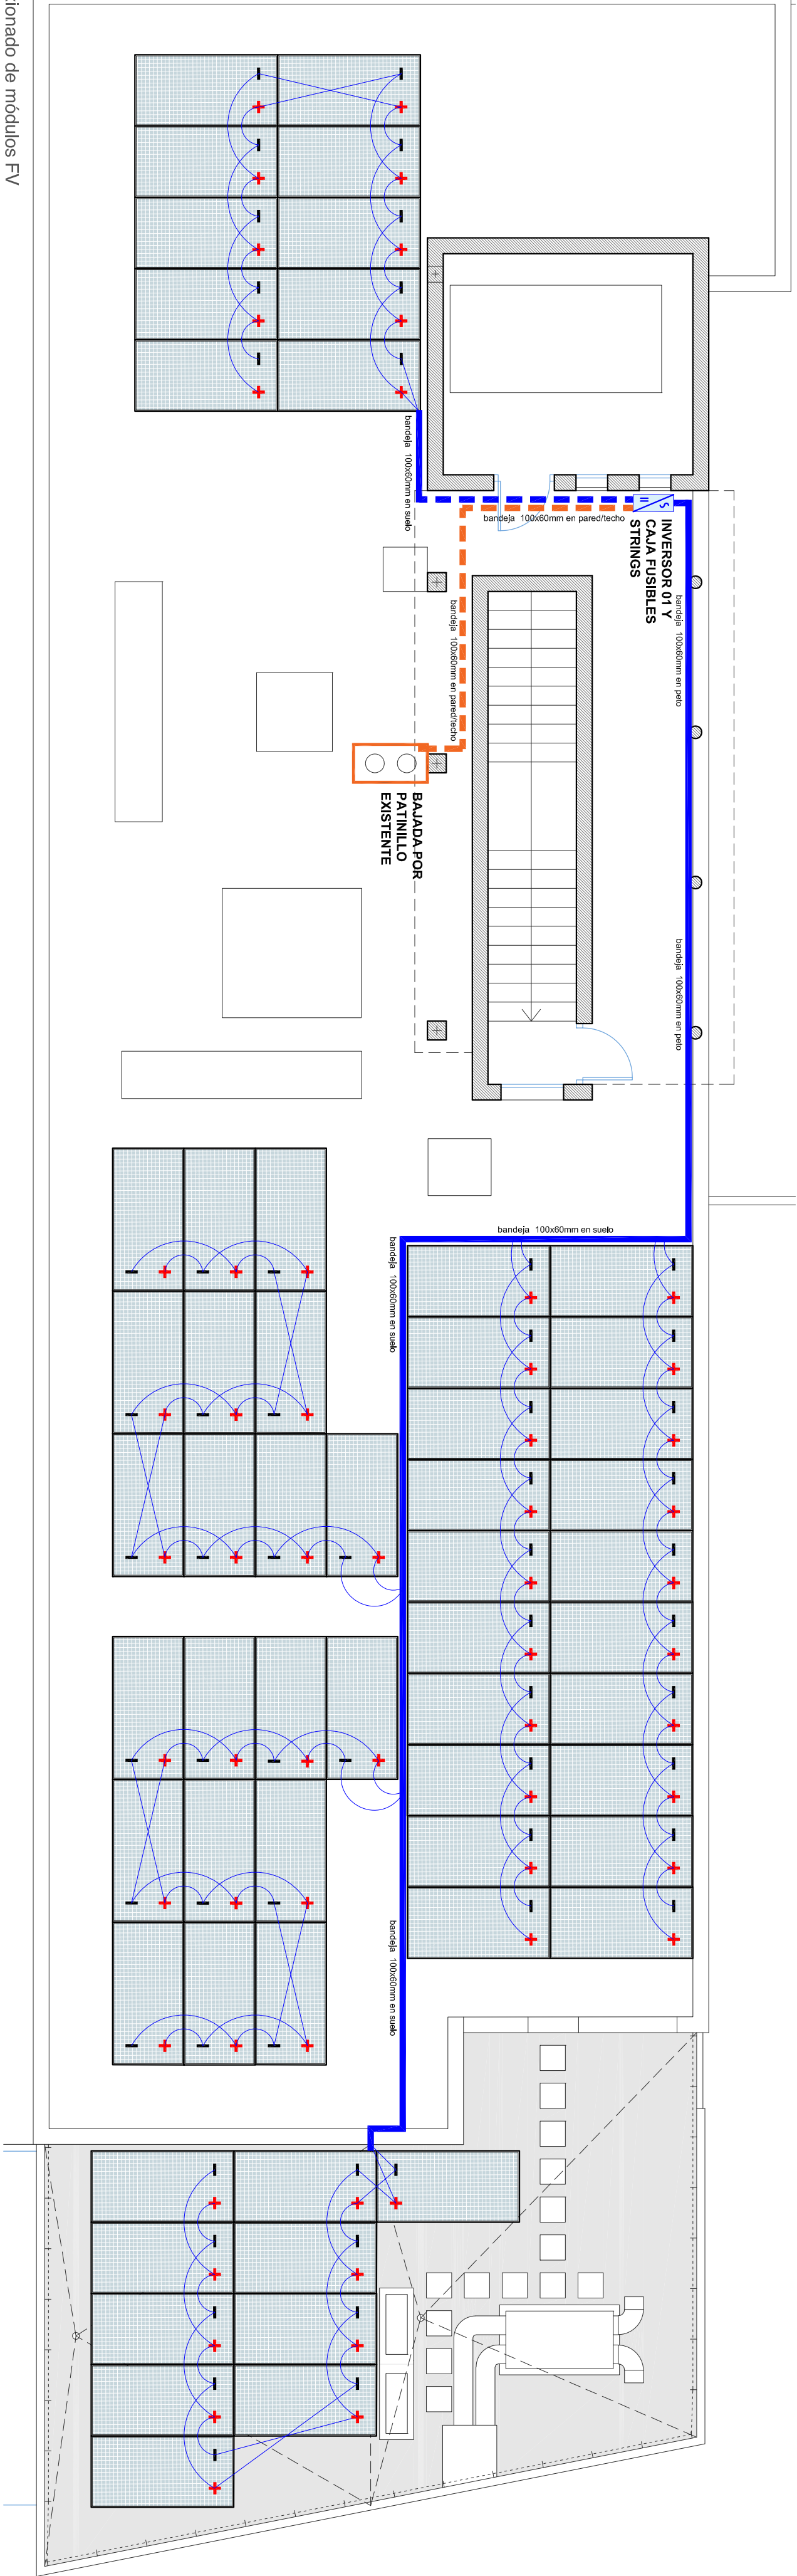 xionado de módulos FV
bandeja 100x60mm en suelo
bandeja 100x60mm en pared/techo
INVERSOR 01 Y
CAJA FUSIBLES
STRINGS
bandeja 100x60mm en peto
bandeja 100x60mm en pared/techo
BAJADA POR
PATINILLO
EXISTENTE
bandeja 100x60mm en peto
bandeja 100x60mm en suelo
bandeja 100x60mm en suelo
bandeja 100x60mm en suelo